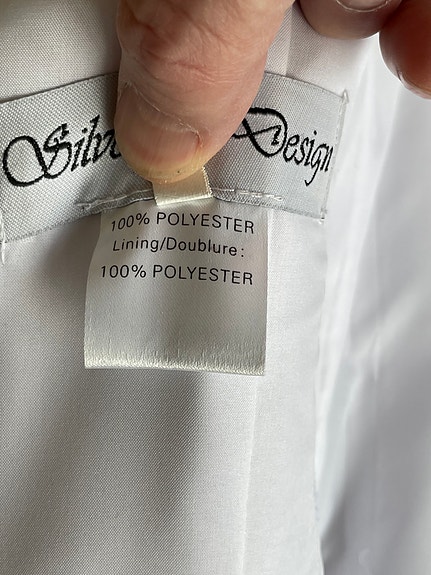 Design
100% POLYESTER
Lining/Doublure:
100% POLYESTER